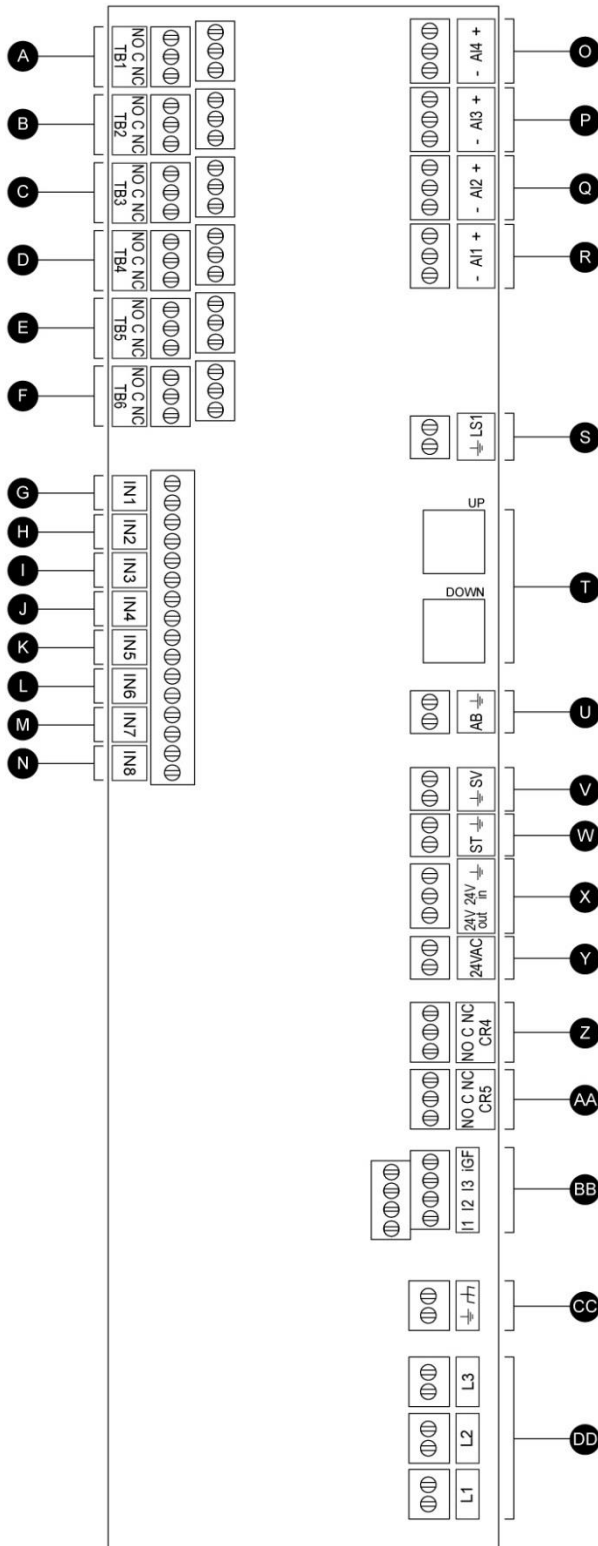 A
NO C NC
TB1
B
NO C NC
TB2
C
NO C NC
TB3
D
NO C NC
TB4
E
NO C NC
TB5
F
NO C NC
TB6
G
IN1
H
IN2
I
IN3
J
IN4
K
IN5
L
IN6
M
IN7
N
IN8
- AI4 +
O
- AI3 +
P
- AI2 +
Q
- AI1 +
R
LS1
S
UP
T
DOWN
AB
U
SV
V
ST
W
24V 24V
out in
X
24VAC
Y
NO C NC
CR4
Z
NO C NC
CR5
AA
I1 I2 I3 iGF
BB
CC
L3
L2
DD
L1